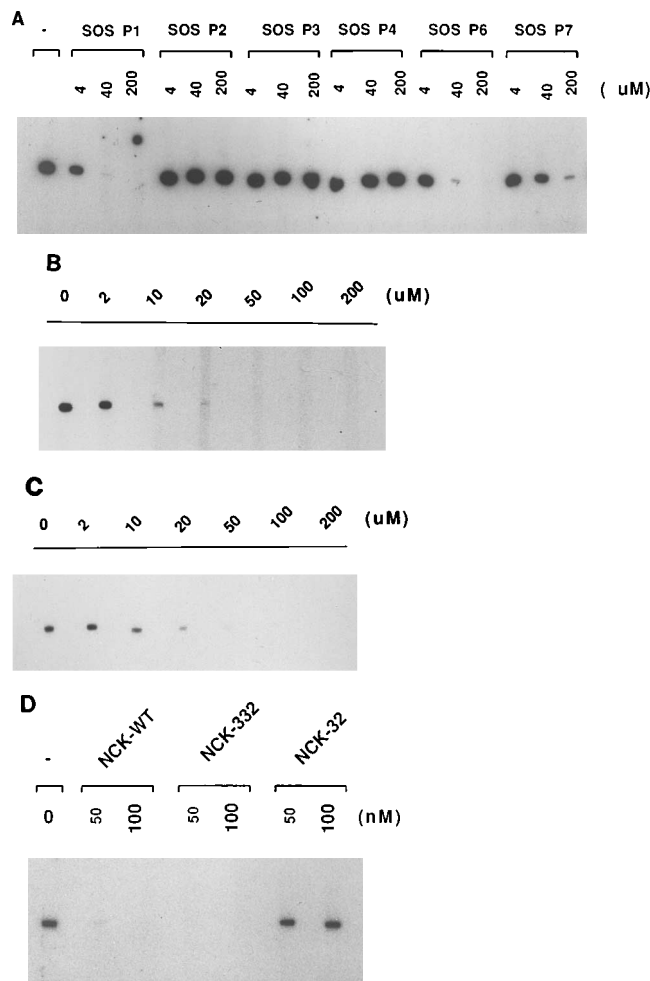 A
- SOS P1 SOS P2 SOS P3 SOS P4 SOS P6 SOS P7
4 40 200 4 40 200 4 40 200 4 40 200 4 40 200 4 40 200 ( uM)
B
0 2 10 20 50 100 200 (uM)
C
0 2 10 20 50 100 200 (uM)
D
- NCK-WT NCK-332 NCK-32
0 50 100 50 100 50 100 (nM)